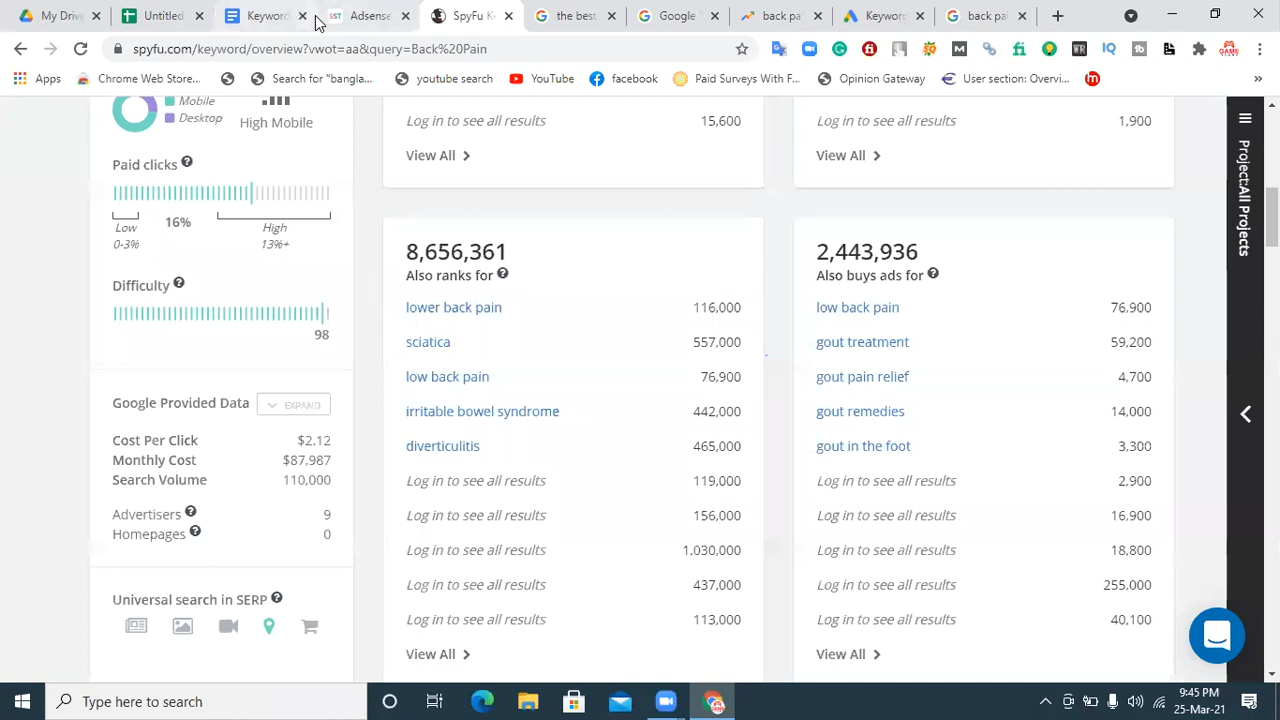 My Drive
Untitled
Keyword
SST
Adsense
SpyFu K
the best
Google
back pa
Keywor
back pai
spyfu.com/keyword/overview?vwot=aa&query=Back%20Pain
Apps
Chrome Web Store...
Search for "bangla...
youtube search
YouTube
facebook
Paid Surveys With F...
Opinion Gateway
User section: Overvi...
»
Mobile
Desktop
High Mobile
Log in to see all results 15,600
View All
Log in to see all results 1,900
View All
Paid clicks
16%
Low
0-3%
High
13%+
Difficulty
98
Google Provided Data EXPAND
Cost Per Click $2.12
Monthly Cost $87,987
Search Volume 110,000
Advertisers 9
Homepages 0
Universal search in SERP
8,656,361
Also ranks for
lower back pain 116,000
sciatica 557,000
low back pain 76,900
irritable bowel syndrome 442,000
diverticulitis 465,000
Log in to see all results 119,000
Log in to see all results 156,000
Log in to see all results 1,030,000
Log in to see all results 437,000
Log in to see all results 113,000
View All
2,443,936
Also buys ads for
low back pain 76,900
gout treatment 59,200
gout pain relief 4,700
gout remedies 14,000
gout in the foot 3,300
Log in to see all results 2,900
Log in to see all results 16,900
Log in to see all results 18,800
Log in to see all results 255,000
Log in to see all results 40,100
View All
Project:All Projects
Type here to search
9:45 PM
25-Mar-21